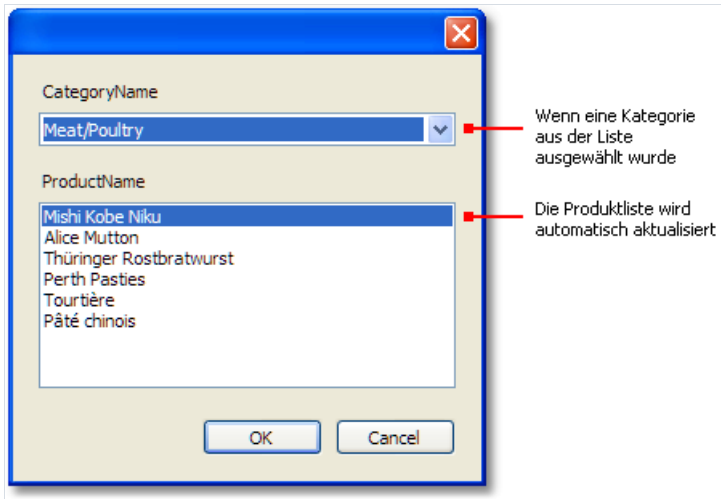 CategoryName
Meat/Poultry
Wenn eine Kategorie
aus der Liste
ausgewählt wurde
ProductName
Mishi Kobe Niku
Alice Mutton
Thüringer Rostbratwurst
Perth Pasties
Tourtière
Pâté chinois
Die Produktliste wird
automatisch aktualisiert
OK
Cancel